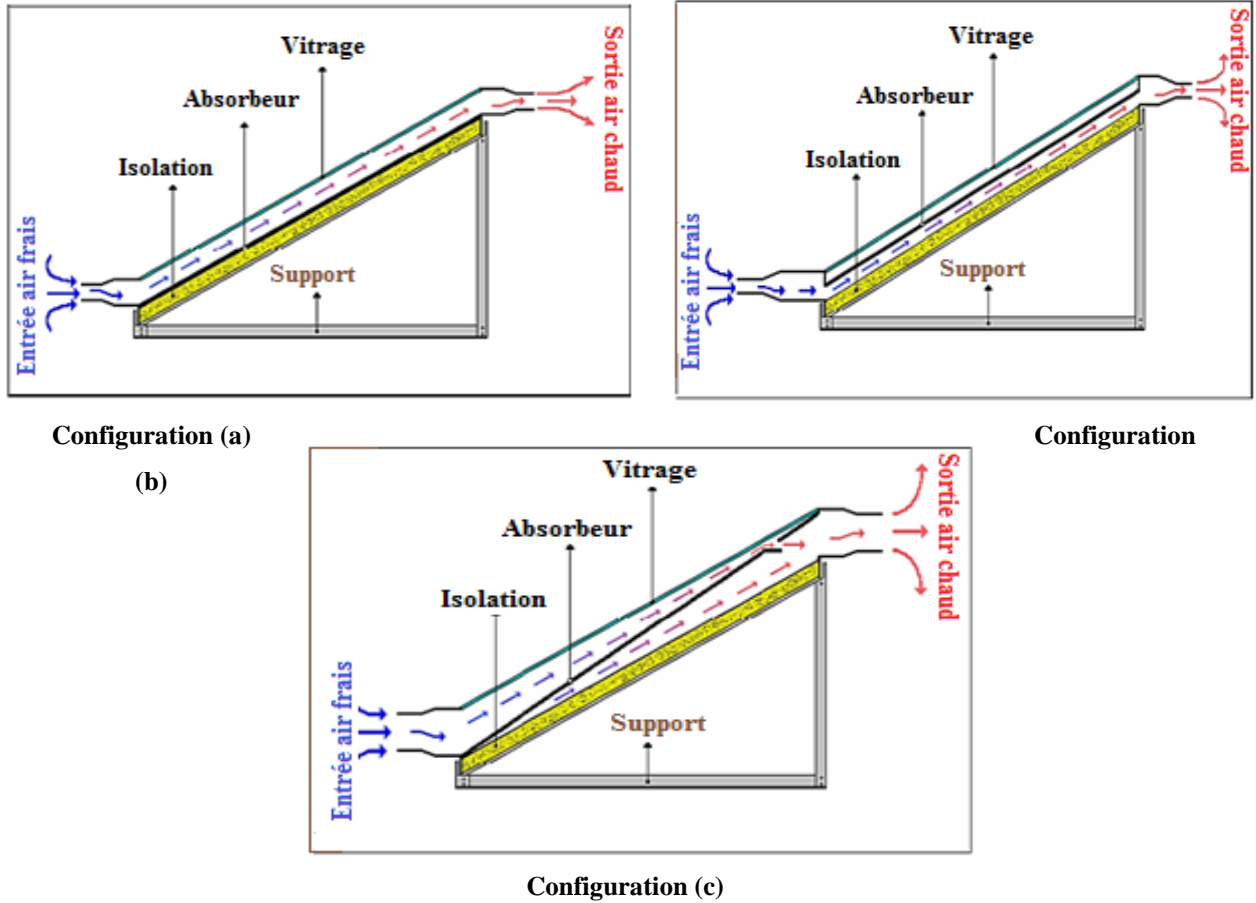 Vitrage
Absorbeur
Isolation
Support
Entrée air frais
Sortie air chaud
Vitrage
Absorbeur
Isolation
Support
Entrée air frais
Sortie air chaud
Configuration (a)
Configuration
(b)
Vitrage
Absorbeur
Isolation
Support
Entrée air frais
Sortie air chaud
Configuration (c)